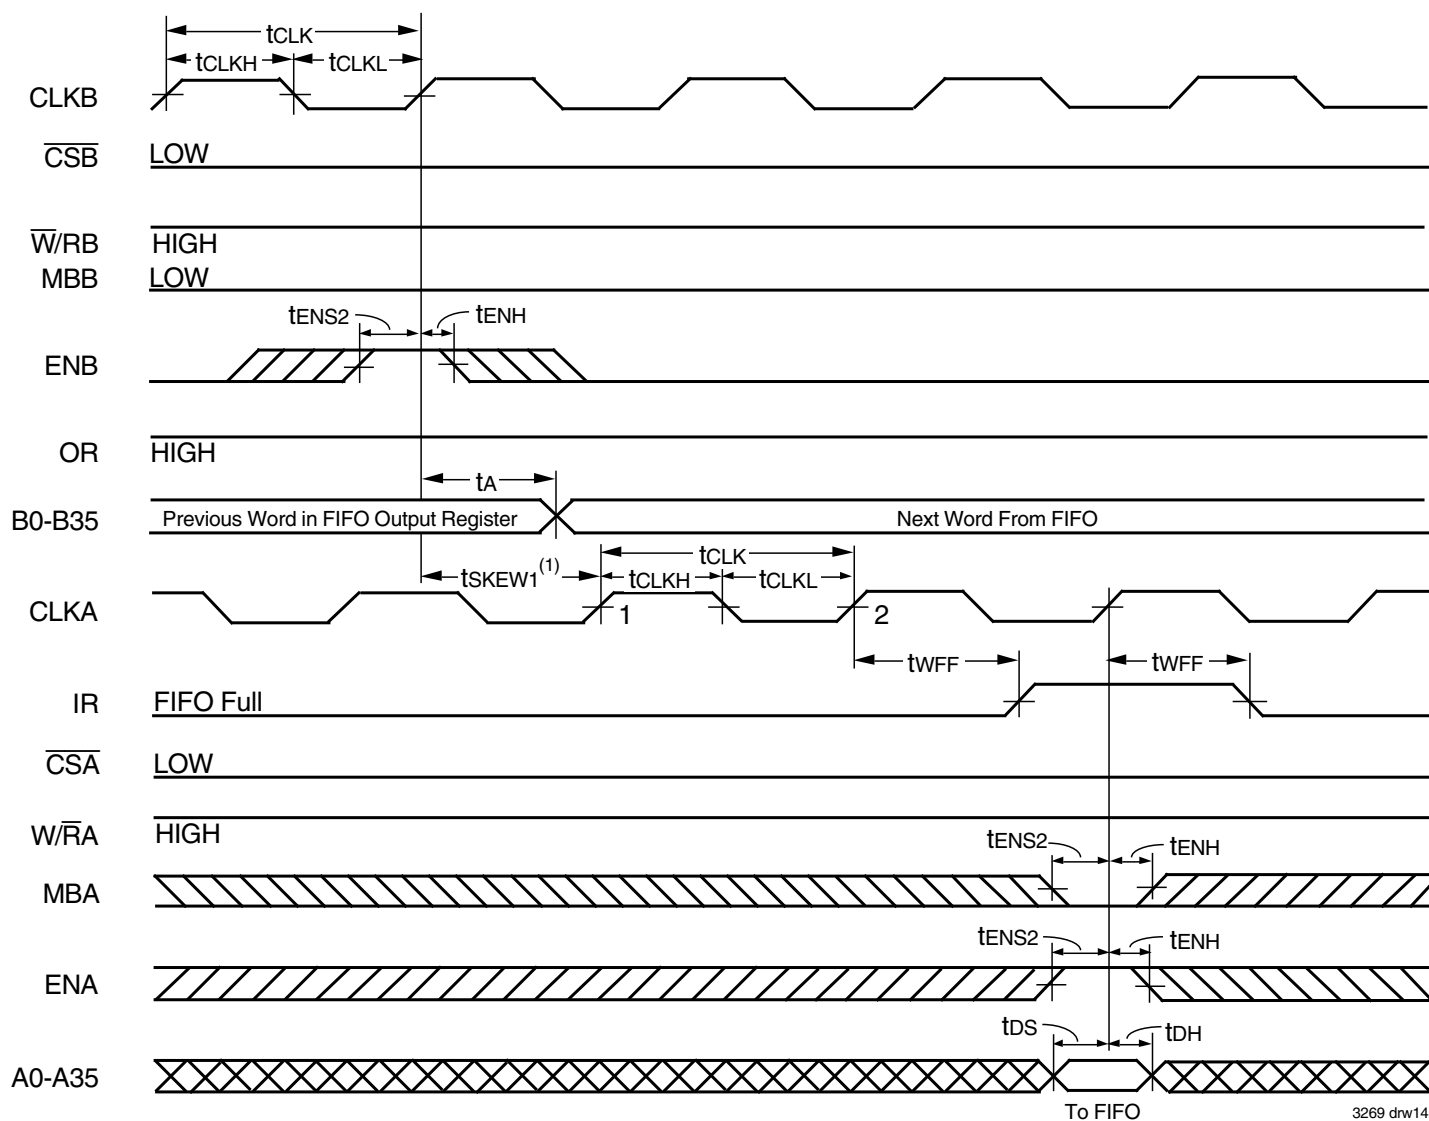 tCLK
tCLKH tCLKL
CLKB
CSB LOW
W/RB HIGH
MBB LOW
tENS2 tENH
ENB
OR HIGH
tA
B0-B35 Previous Word in FIFO Output Register Next Word From FIFO
tCLK
tSKEW1(1) tCLKH tCLKL
CLKA 1 2
tWFF tWFF
IR FIFO Full
CSA LOW
W/RA HIGH
tENS2 tENH
MBA
tENS2 tENH
ENA
tDS tDH
A0-A35
To FIFO 3269 drw14